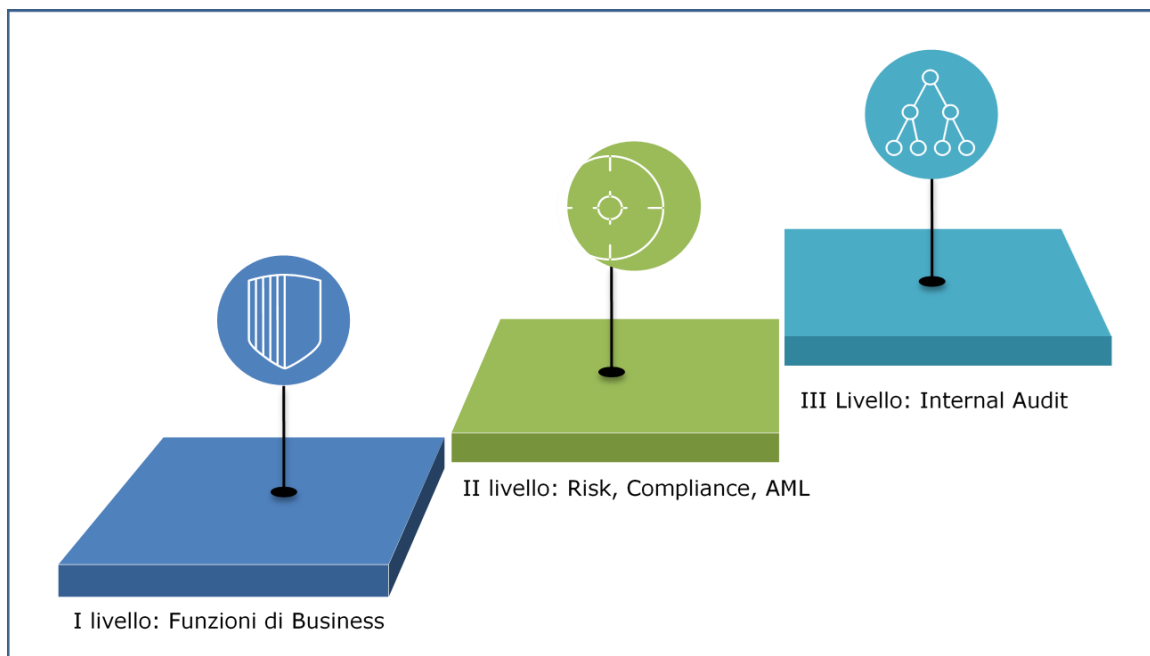 I livello: Funzioni di Business
II livello: Risk, Compliance, AML
III Livello: Internal Audit